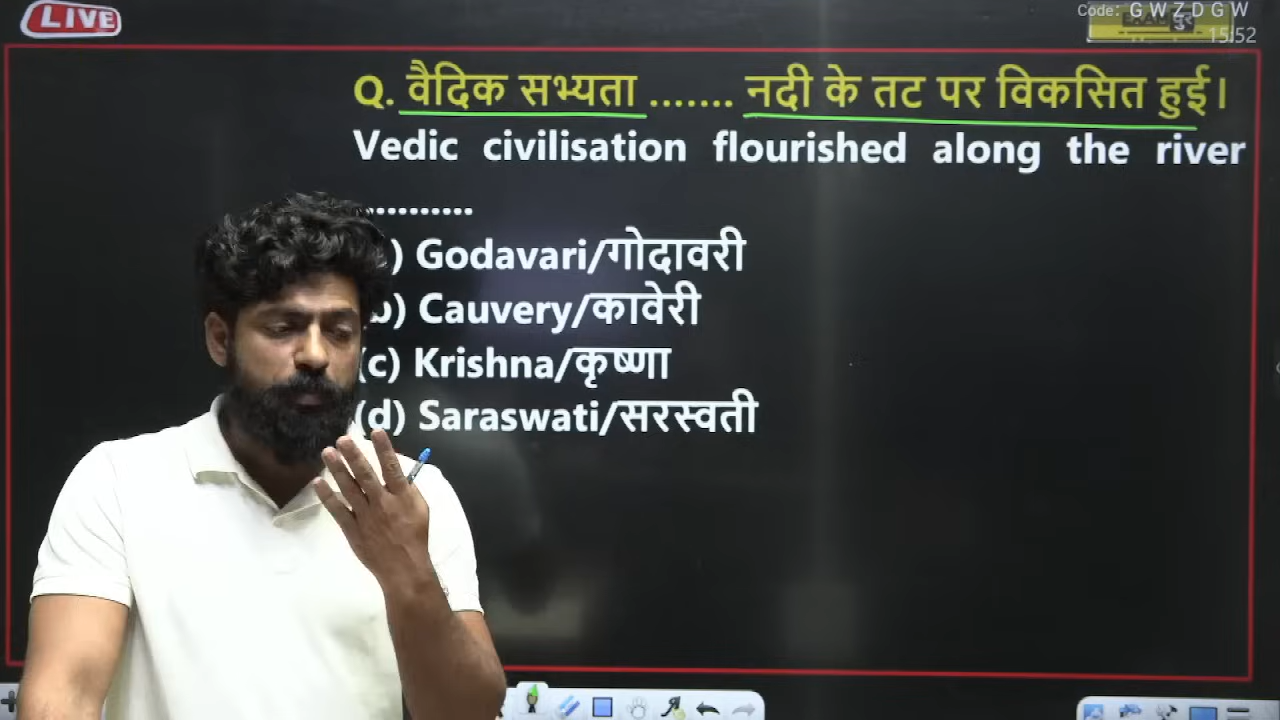 LIVE
Code: G W Z D G W
15:52
Q. वैदिक सभ्यता ....... नदी के तट पर विकसित हुई।
Vedic civilisation flourished along the river
..........
) Godavari/गोदावरी
b) Cauvery/कावेरी
(c) Krishna/कृष्णा
(d) Saraswati/सरस्वती